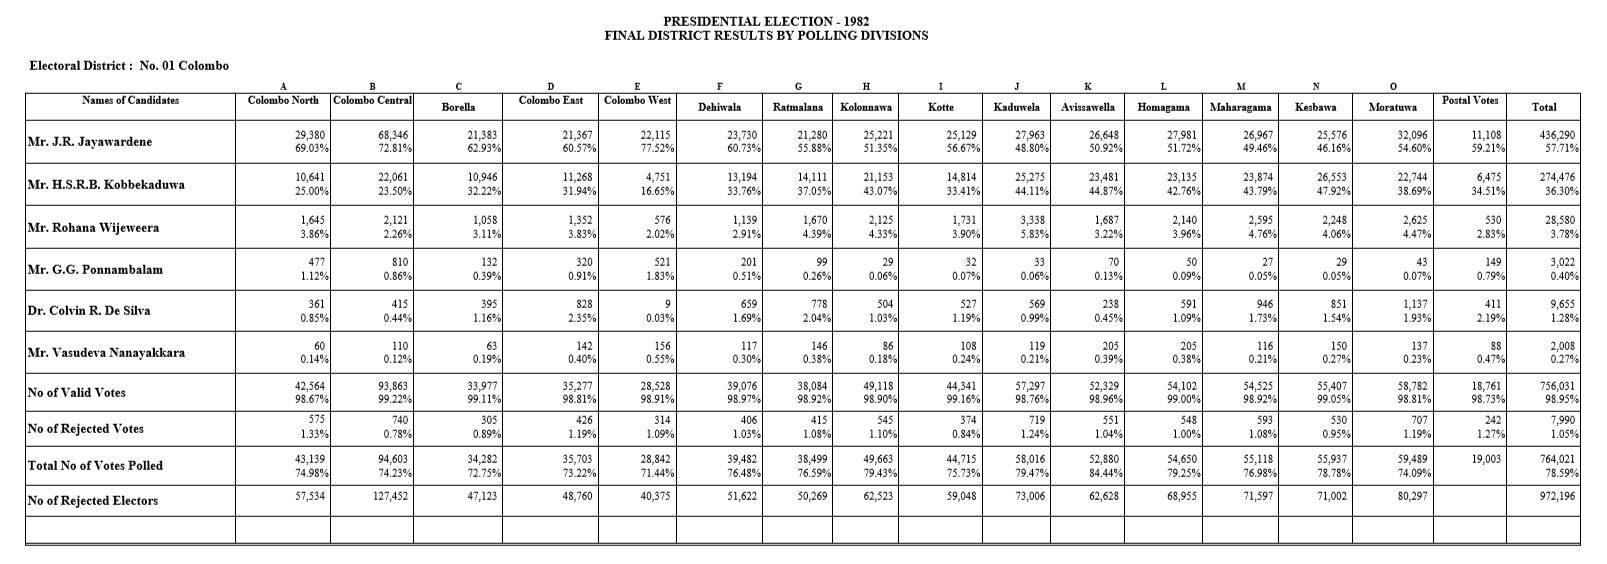 PRESIDENTIAL ELECTION - 1982
FINAL DISTRICT RESULTS BY POLLING DIVISIONS
Electoral District : No. 01 Colombo
A B C D E F G H I J K L M N O
Names of Candidates Colombo North Colombo Central Borella Colombo East Colombo West Dehiwala Ratmalana Kolonnawa Kotte Kaduwela Avissawella Homagama Maharagama Kesbawa Moratuwa Postal Votes Total
Mr. J.R. Jayawardene 29,380 68,346 21,383 21,367 22,115 23,730 21,280 25,221 25,129 27,963 26,648 27,981 26,967 25,576 32,096 11,108 436,290
69.03% 72.81% 62.93% 60.57% 77.52% 60.73% 55.88% 51.35% 56.67% 48.80% 50.92% 51.72% 49.46% 46.16% 54.60% 59.21% 57.71%
Mr. H.S.R.B. Kobbekaduwa 10,641 22,061 10,946 11,268 4,751 13,194 14,111 21,153 14,814 25,275 23,481 23,135 23,874 26,553 22,744 6,475 274,476
25.00% 23.50% 32.22% 31.94% 16.65% 33.76% 37.05% 43.07% 33.41% 44.11% 44.87% 42.76% 43.79% 47.92% 38.69% 34.51% 36.30%
Mr. Rohana Wijeweera 1,645 2,121 1,058 1,352 576 1,139 1,670 2,125 1,731 3,338 1,687 2,140 2,595 2,248 2,625 530 28,580
3.86% 2.26% 3.11% 3.83% 2.02% 2.91% 4.39% 4.33% 3.90% 5.83% 3.22% 3.96% 4.76% 4.06% 4.47% 2.83% 3.78%
Mr. G.G. Ponnambalam 477 810 132 320 521 201 99 29 32 33 70 50 27 29 43 149 3,022
1.12% 0.86% 0.39% 0.91% 1.83% 0.51% 0.26% 0.06% 0.07% 0.06% 0.13% 0.09% 0.05% 0.05% 0.07% 0.79% 0.40%
Dr. Colvin R. De Silva 361 415 395 828 9 659 778 504 527 569 238 591 946 851 1,137 411 9,655
0.85% 0.44% 1.16% 2.35% 0.03% 1.69% 2.04% 1.03% 1.19% 0.99% 0.45% 1.09% 1.73% 1.54% 1.93% 2.19% 1.28%
Mr. Vasudeva Nanayakkara 60 110 63 142 156 117 146 86 108 119 205 205 116 150 137 88 2,008
0.14% 0.12% 0.19% 0.40% 0.55% 0.30% 0.38% 0.18% 0.24% 0.21% 0.39% 0.38% 0.21% 0.27% 0.23% 0.47% 0.27%
No of Valid Votes 42,564 93,863 33,977 35,277 28,528 39,076 38,084 49,118 44,341 57,297 52,329 54,102 54,525 55,407 58,782 18,761 756,031
98.67% 99.22% 99.11% 98.81% 98.91% 98.97% 98.92% 98.90% 99.16% 98.76% 98.96% 99.00% 98.92% 99.05% 98.81% 98.73% 98.95%
No of Rejected Votes 575 740 305 426 314 406 415 545 374 719 551 548 593 530 707 242 7,990
1.33% 0.78% 0.89% 1.19% 1.09% 1.03% 1.08% 1.10% 0.84% 1.24% 1.04% 1.00% 1.08% 0.95% 1.19% 1.27% 1.05%
Total No of Votes Polled 43,139 94,603 34,282 35,703 28,842 39,482 38,499 49,663 44,715 58,016 52,880 54,650 55,118 55,937 59,489 19,003 764,021
74.98% 74.23% 72.75% 73.22% 71.44% 76.48% 76.59% 79.43% 75.73% 79.47% 84.44% 79.25% 76.98% 78.78% 74.09% 78.59%
No of Rejected Electors 57,534 127,452 47,123 48,760 40,375 51,622 50,269 62,523 59,048 73,006 62,628 68,955 71,597 71,002 80,297 972,196